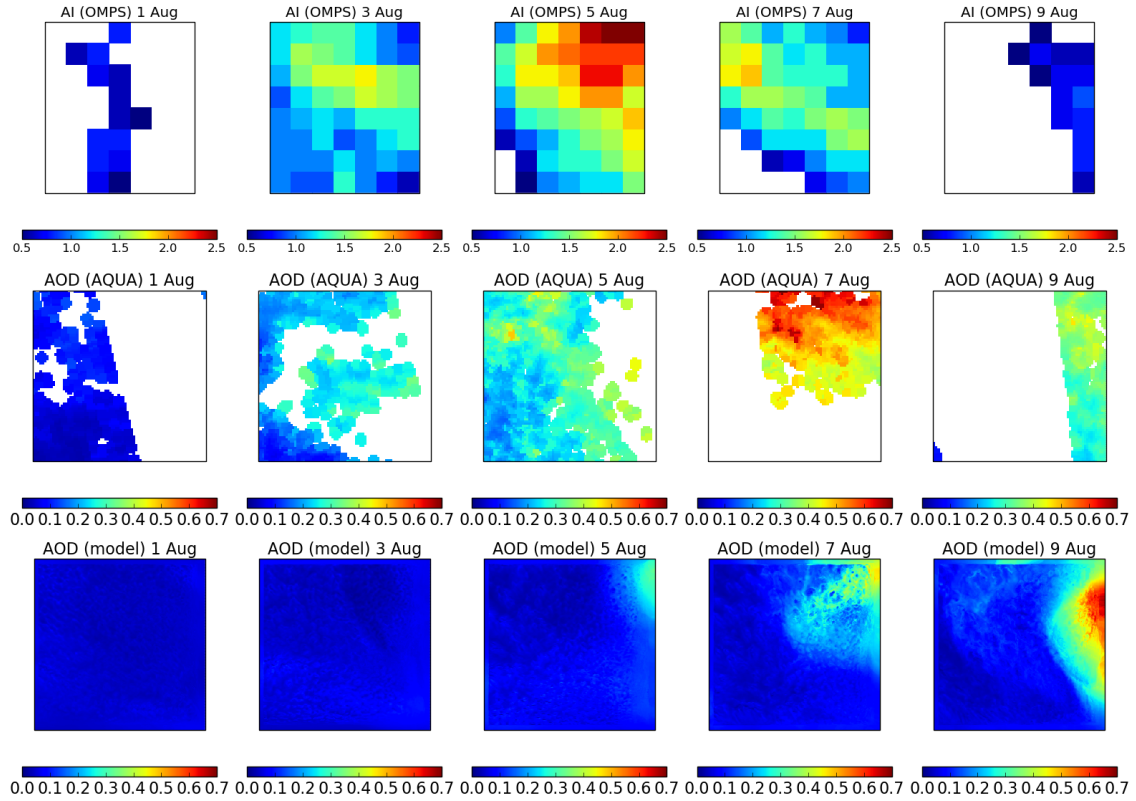 AI (OMPS) 1 Aug AI (OMPS) 3 Aug AI (OMPS) 5 Aug AI (OMPS) 7 Aug AI (OMPS) 9 Aug
0.5 1.0 1.5 2.0 2.5 0.5 1.0 1.5 2.0 2.5 0.5 1.0 1.5 2.0 2.5 0.5 1.0 1.5 2.0 2.5 0.5 1.0 1.5 2.0 2.5
AOD (AQUA) 1 Aug AOD (AQUA) 3 Aug AOD (AQUA) 5 Aug AOD (AQUA) 7 Aug AOD (AQUA) 9 Aug
0.0 0.1 0.2 0.3 0.4 0.5 0.6 0.7 0.0 0.1 0.2 0.3 0.4 0.5 0.6 0.7 0.0 0.1 0.2 0.3 0.4 0.5 0.6 0.7 0.0 0.1 0.2 0.3 0.4 0.5 0.6 0.7 0.0 0.1 0.2 0.3 0.4 0.5 0.6 0.7
AOD (model) 1 Aug AOD (model) 3 Aug AOD (model) 5 Aug AOD (model) 7 Aug AOD (model) 9 Aug
0.0 0.1 0.2 0.3 0.4 0.5 0.6 0.7 0.0 0.1 0.2 0.3 0.4 0.5 0.6 0.7 0.0 0.1 0.2 0.3 0.4 0.5 0.6 0.7 0.0 0.1 0.2 0.3 0.4 0.5 0.6 0.7 0.0 0.1 0.2 0.3 0.4 0.5 0.6 0.7